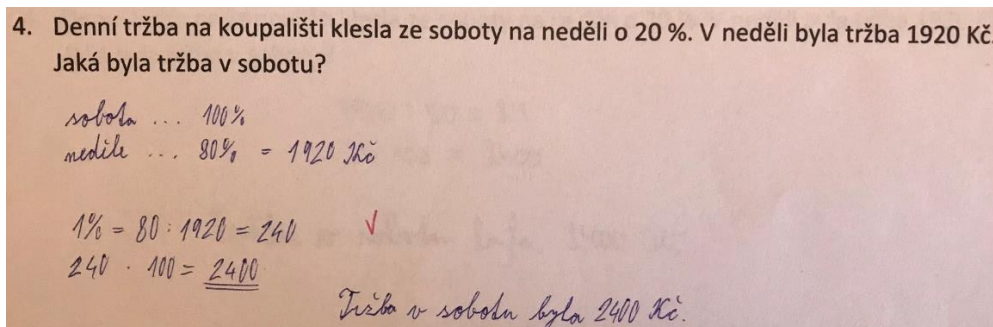 4. Denní tržba na koupališti klesla ze soboty na neděli o 20 %. V neděli byla tržba 1920 Kč.
Jaká byla tržba v sobotu?
sobota ... 100%
neděle ... 80% = 1920 Kč
1% = 80 : 1920 = 240 ✓
240 · 100 = 2400
Tržba v sobotu byla 2400 Kč.